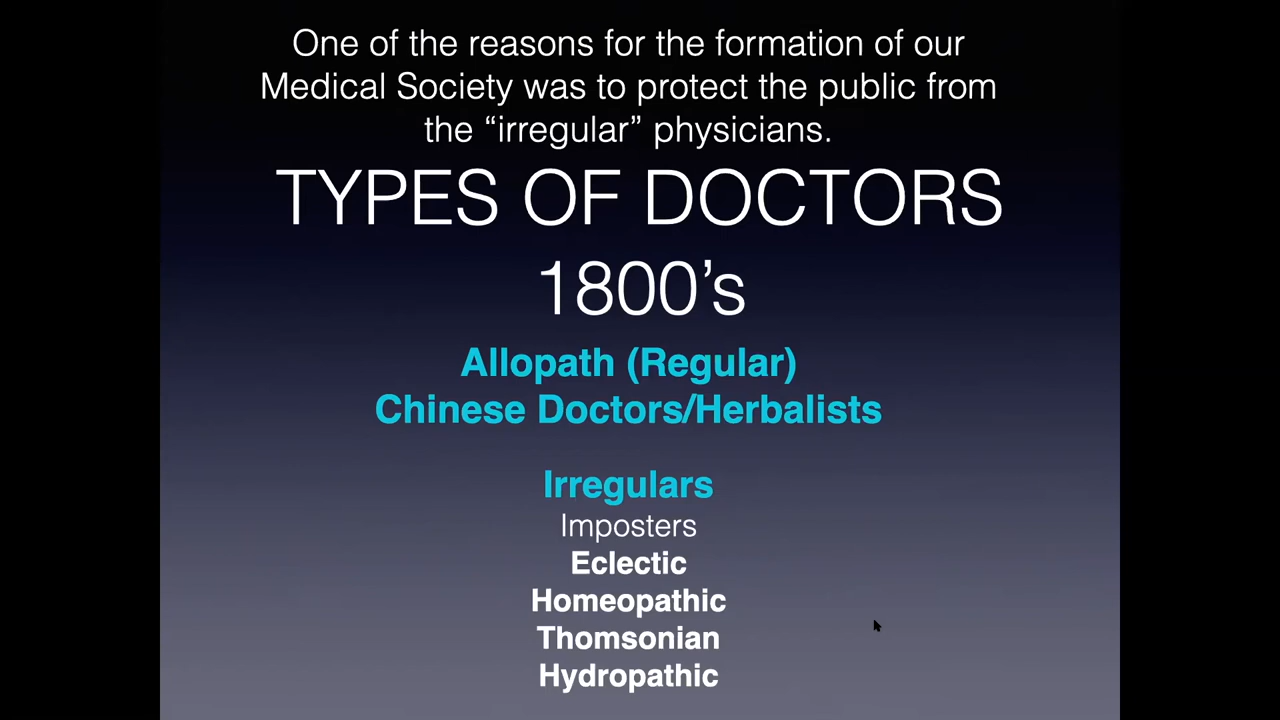 One of the reasons for the formation of our
Medical Society was to protect the public from
the “irregular” physicians.
TYPES OF DOCTORS
1800’s
Allopath (Regular)
Chinese Doctors/Herbalists
Irregulars
Imposters
Eclectic
Homeopathic
Thomsonian
Hydropathic